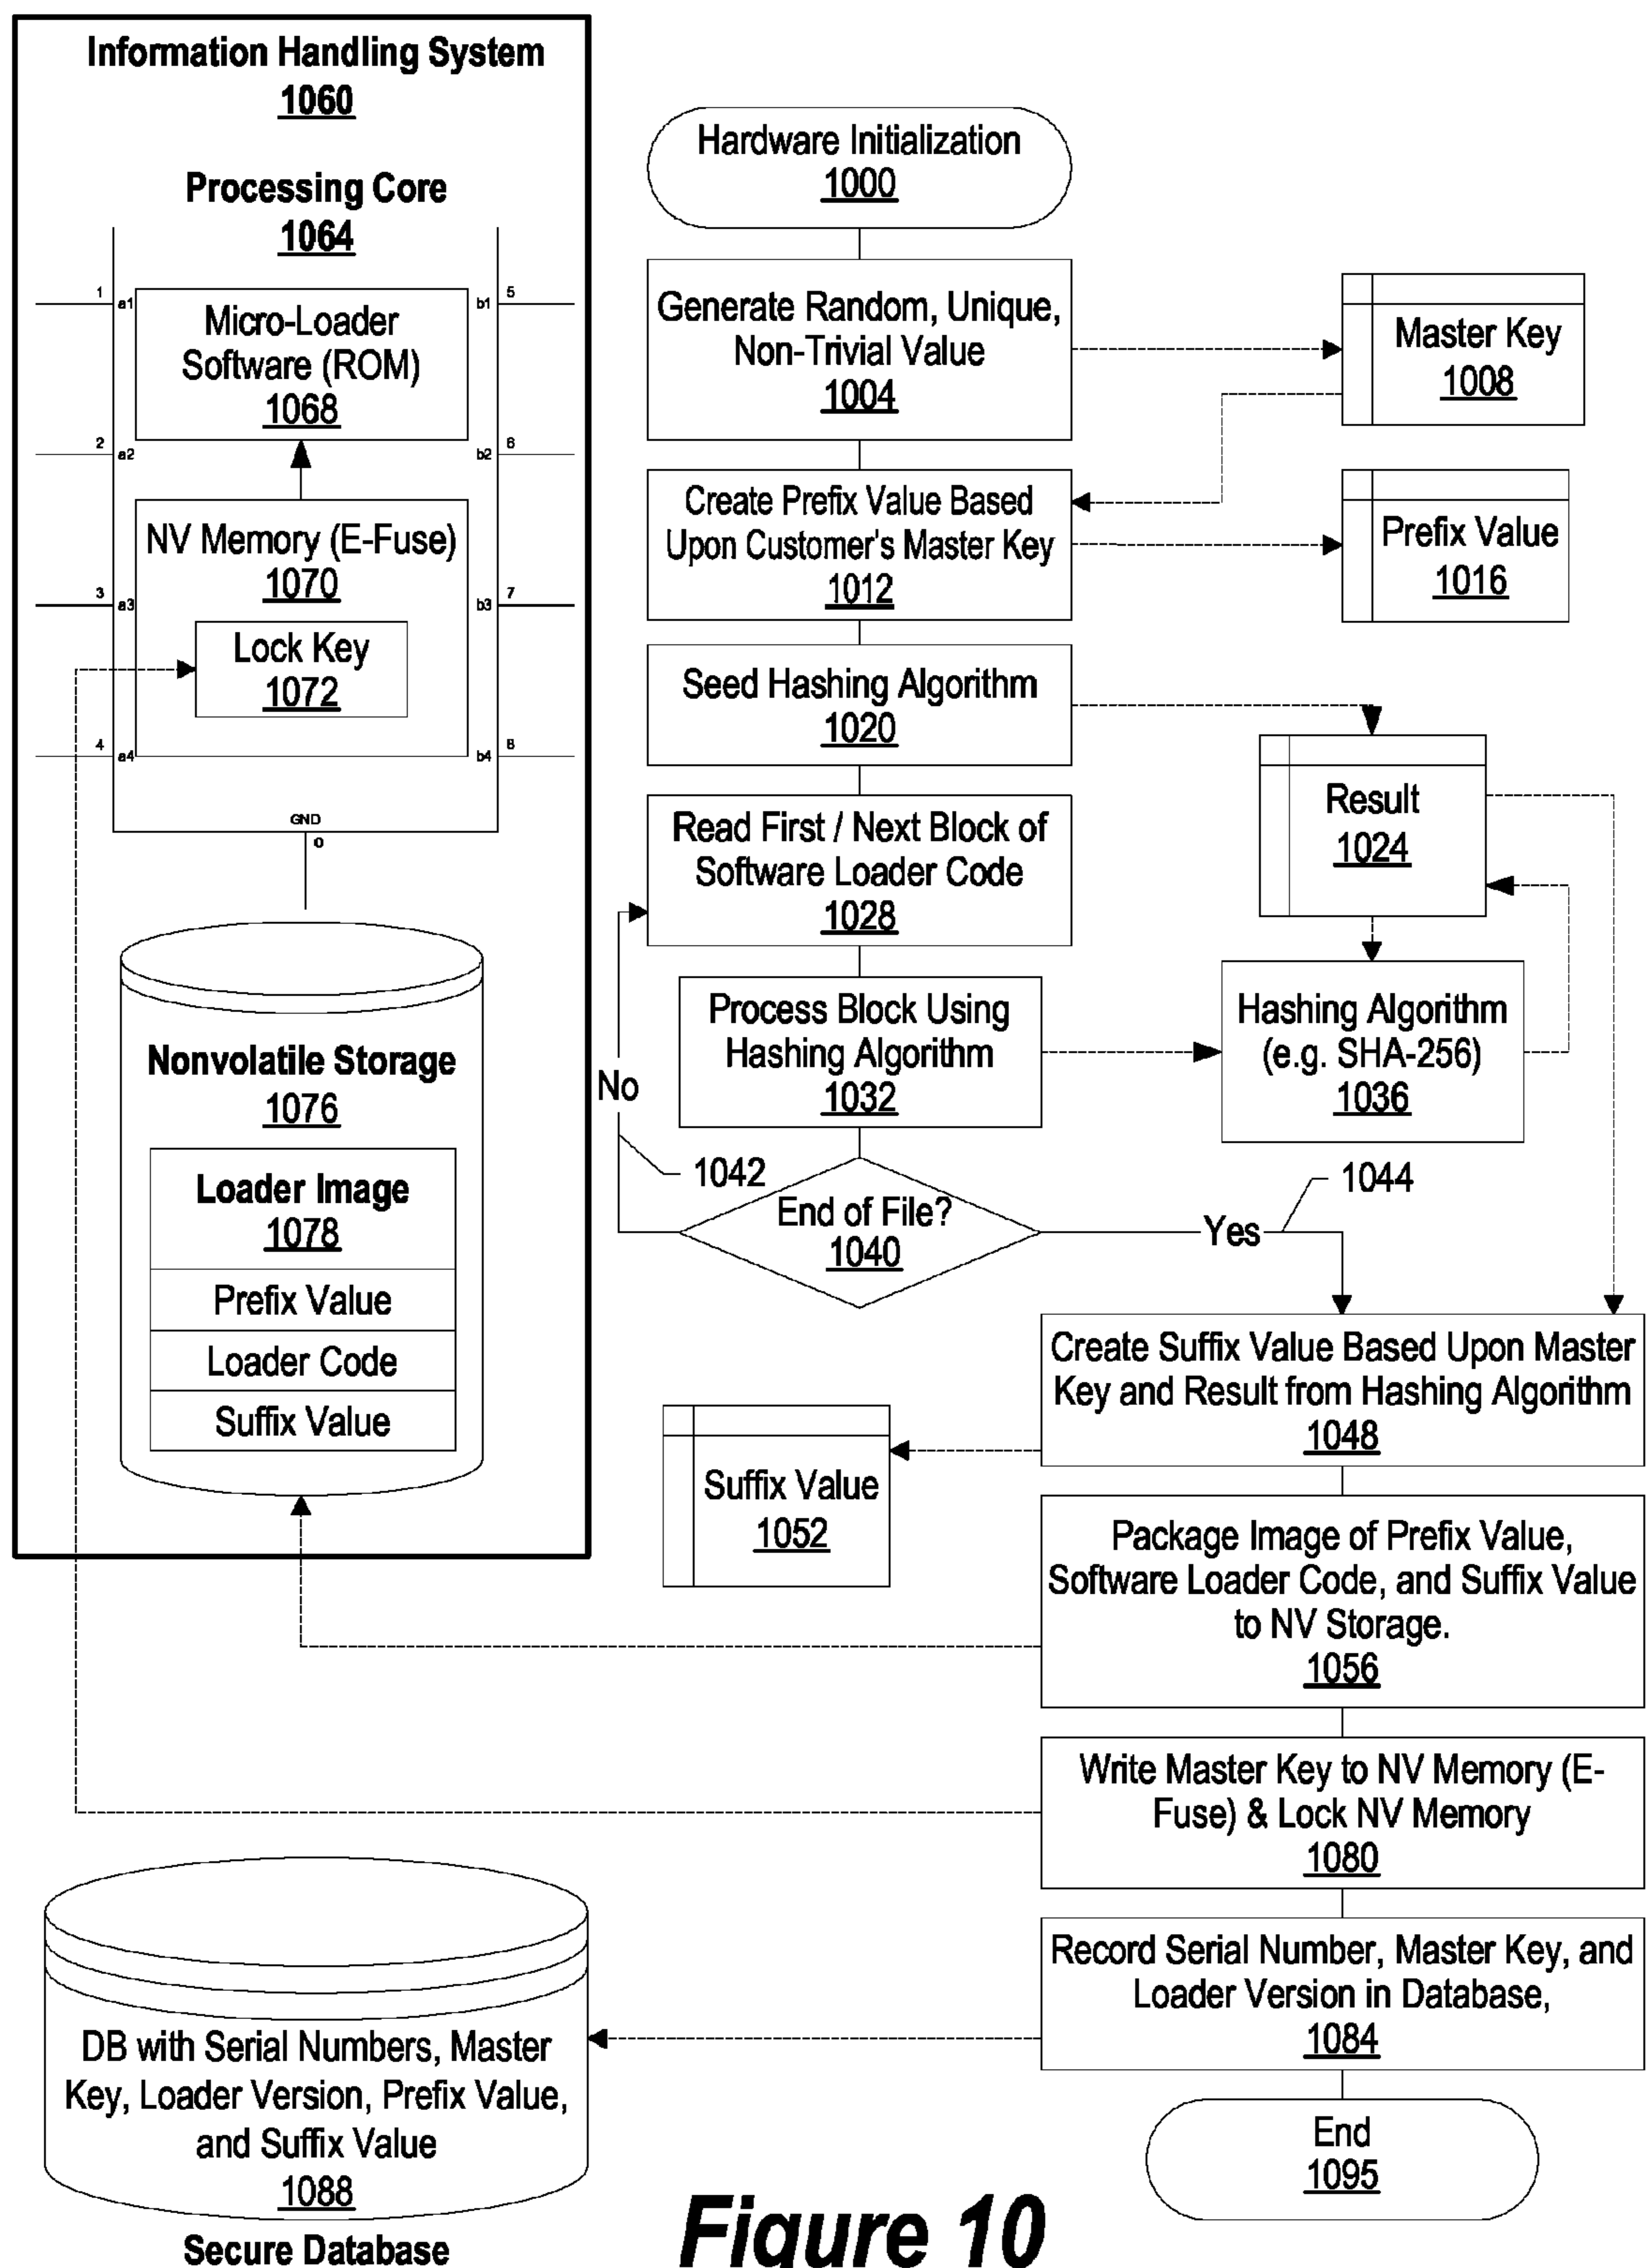 Information Handling System
1060
Processing Core
1064
1
a1
b1
5
Micro-Loader
Software (ROM)
1068
2
a2
b2
6
NV Memory (E-Fuse)
1070
3
a3
b3
7
Lock Key
1072
4
a4
b4
8
GND
0
Nonvolatile Storage
1076
Loader Image
1078
Prefix Value
Loader Code
Suffix Value
Hardware Initialization
1000
Generate Random, Unique,
Non-Trivial Value
1004
Master Key
1008
Create Prefix Value Based
Upon Customer's Master Key
1012
Prefix Value
1016
Seed Hashing Algorithm
1020
Result
1024
Read First / Next Block of
Software Loader Code
1028
Process Block Using
Hashing Algorithm
1032
Hashing Algorithm
(e.g. SHA-256)
1036
No
1042
End of File?
1040
Yes
1044
Create Suffix Value Based Upon Master
Key and Result from Hashing Algorithm
1048
Suffix Value
1052
Package Image of Prefix Value,
Software Loader Code, and Suffix Value
to NV Storage.
1056
Write Master Key to NV Memory (E-
Fuse) & Lock NV Memory
1080
Record Serial Number, Master Key, and
Loader Version in Database,
1084
DB with Serial Numbers, Master
Key, Loader Version, Prefix Value,
and Suffix Value
1088
Secure Database
End
1095
Figure 10